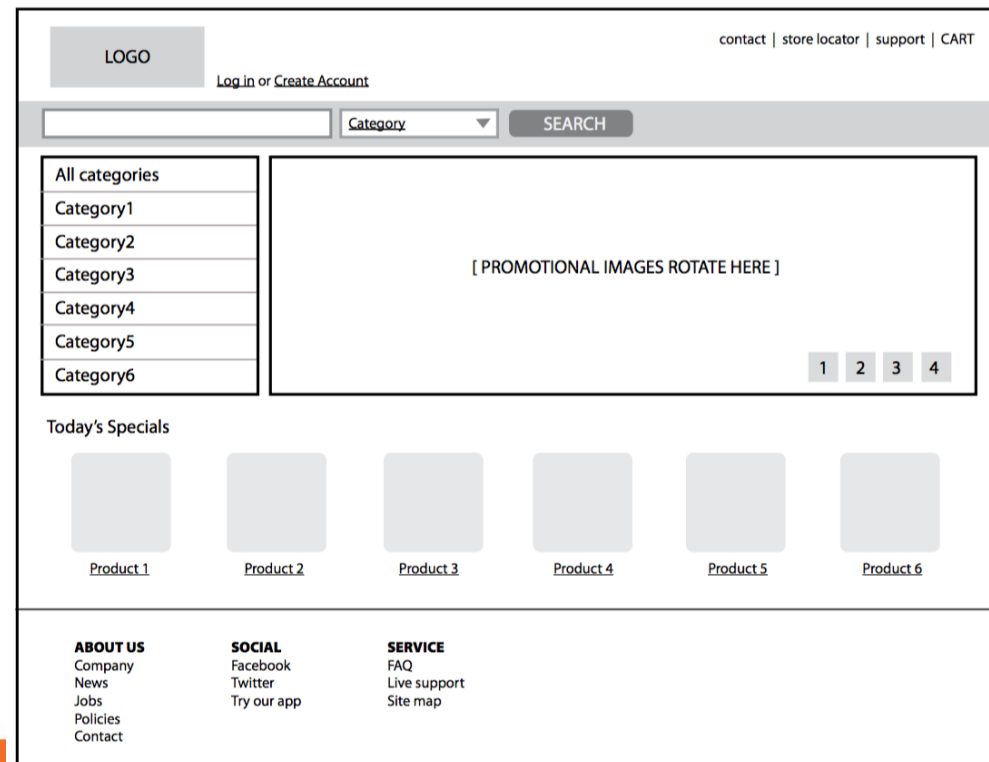 LOGO
contact | store locator | support | CART
Log in or Create Account
Category
SEARCH
All categories
Category1
Category2
Category3
Category4
Category5
Category6
[ PROMOTIONAL IMAGES ROTATE HERE ]
1 2 3 4
Today's Specials
Product 1 Product 2 Product 3 Product 4 Product 5 Product 6
ABOUT US
Company
News
Jobs
Policies
Contact
SOCIAL
Facebook
Twitter
Try our app
SERVICE
FAQ
Live support
Site map